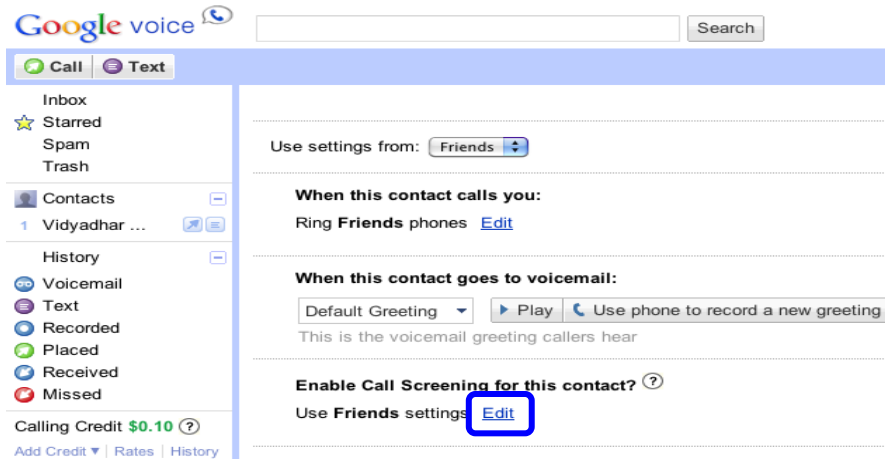 Google voice
Search
Call Text
Inbox
Starred
Spam
Trash
Contacts
1 Vidyadhar ...
History
Voicemail
Text
Recorded
Placed
Received
Missed
Calling Credit $0.10 ?
Add Credit ▼ | Rates | History
Use settings from: Friends
When this contact calls you:
Ring Friends phones Edit
When this contact goes to voicemail:
Default Greeting Play Use phone to record a new greeting
This is the voicemail greeting callers hear
Enable Call Screening for this contact? ?
Use Friends settings Edit